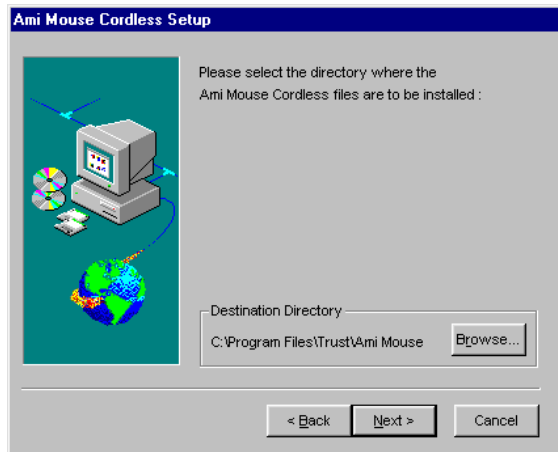 Ami Mouse Cordless Setup
Please select the directory where the
Ami Mouse Cordless files are to be installed :
Destination Directory
C:\Program Files\Trust\Ami Mouse
Browse...
< Back
Next >
Cancel